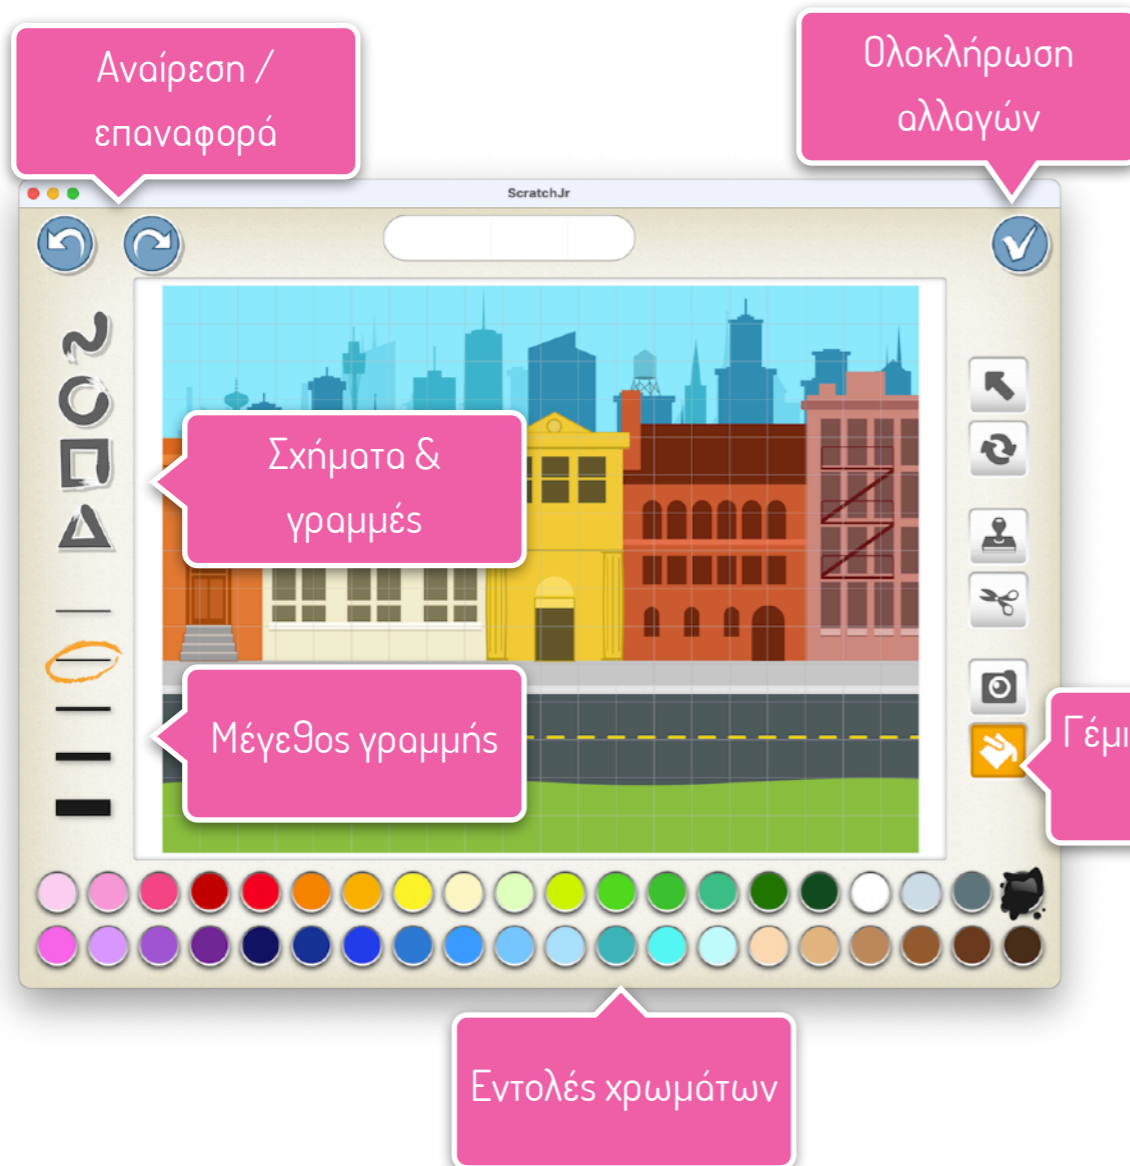 Αναίρεση /
επαναφορά
Ολοκλήρωση
αλλαγών
ScratchJr
Σχήματα &
γραμμές
Μέγεθος γραμμής
Εντολές χρωμάτων